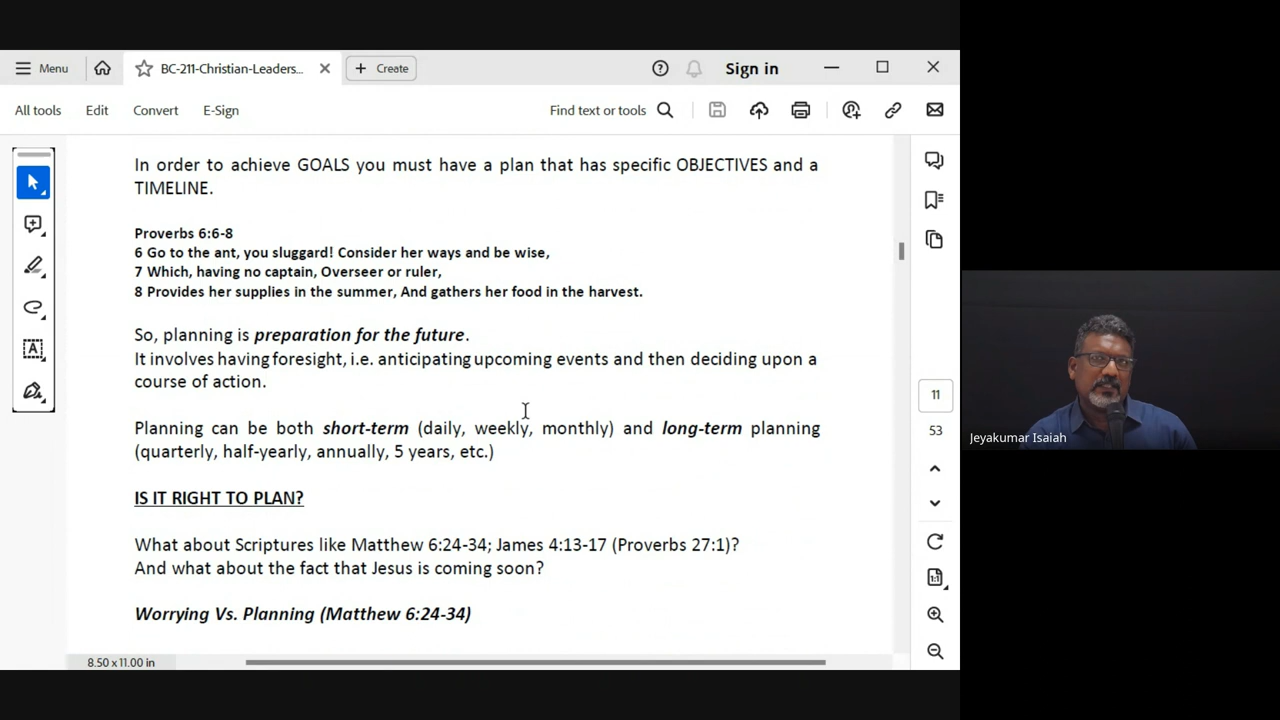 Menu
BC-211-Christian-Leaders...
Create
Sign in
All tools
Edit
Convert
E-Sign
Find text or tools
In order to achieve GOALS you must have a plan that has specific OBJECTIVES and a
TIMELINE.
Proverbs 6:6-8
6 Go to the ant, you sluggard! Consider her ways and be wise,
7 Which, having no captain, Overseer or ruler,
8 Provides her supplies in the summer, And gathers her food in the harvest.
So, planning is preparation for the future.
It involves having foresight, i.e. anticipating upcoming events and then deciding upon a
course of action.
Planning can be both short-term (daily, weekly, monthly) and long-term planning
(quarterly, half-yearly, annually, 5 years, etc.)
IS IT RIGHT TO PLAN?
What about Scriptures like Matthew 6:24-34; James 4:13-17 (Proverbs 27:1)?
And what about the fact that Jesus is coming soon?
Worrying Vs. Planning (Matthew 6:24-34)
8.50 x 11.00 in
11
53
1:1
Jeyakumar Isaiah